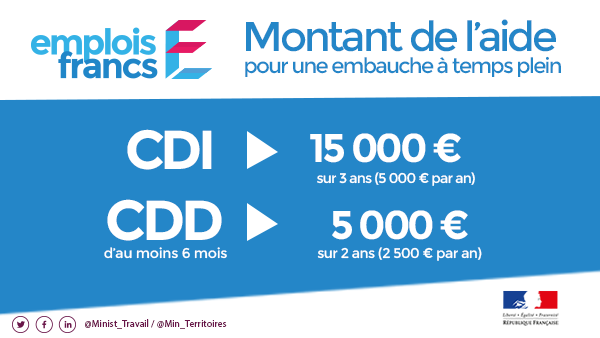 emplois
francs
Montant de l'aide
pour une embauche à temps plein
CDI
15 000 €
sur 3 ans (5 000 € par an)
CDD
d'au moins 6 mois
5 000 €
sur 2 ans (2 500 € par an)
@Minist_Travail / @Min_Territoires
Liberté • Égalité • Fraternité
RÉPUBLIQUE FRANÇAISE